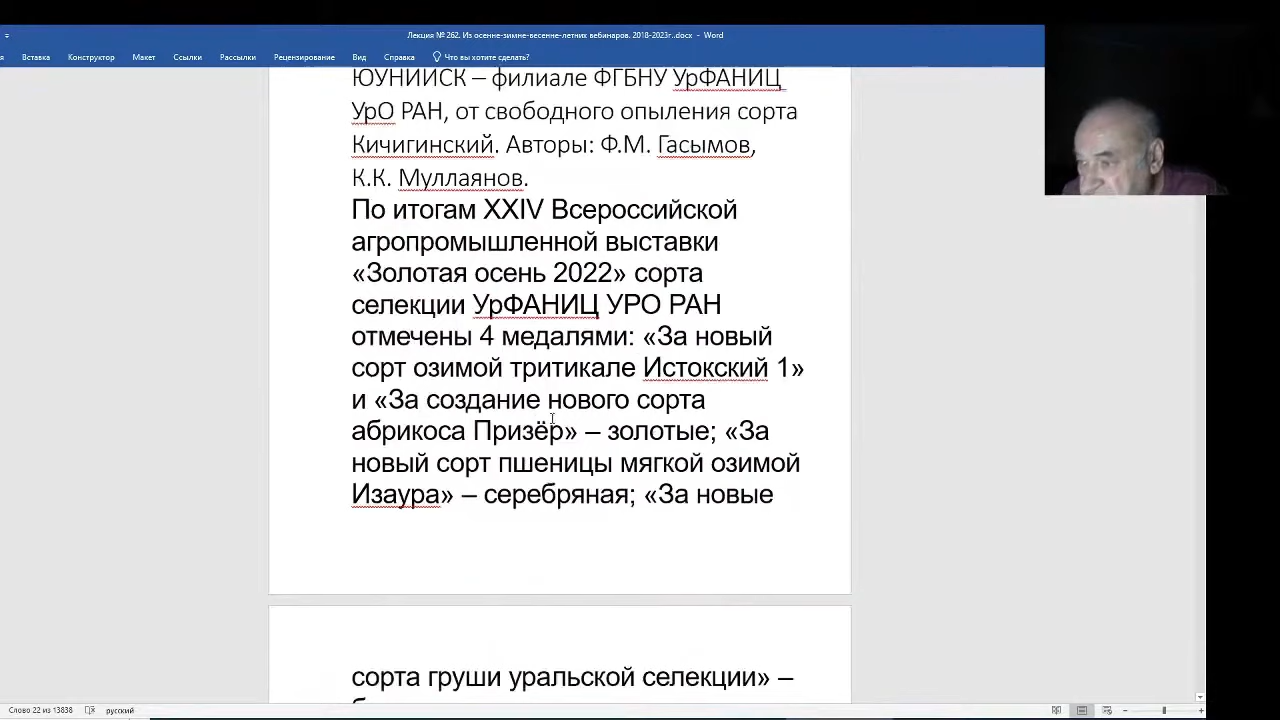 Лекция № 262. Из осенне-зимне-весенне-летних вебинаров. 2018-2023г..docx - Word
Вставка Конструктор Макет Ссылки Рассылки Рецензирование Вид Справка Что вы хотите сделать?
ЮУНИИСК – филиале ФГБНУ УрФАНИЦ
УрО РАН, от свободного опыления сорта
Кичигинский. Авторы: Ф.М. Гасымов,
К.К. Муллаянов.
По итогам XXIV Всероссийской
агропромышленной выставки
«Золотая осень 2022» сорта
селекции УрФАНИЦ УРО РАН
отмечены 4 медалями: «За новый
сорт озимой тритикале Истокский 1»
и «За создание нового сорта
абрикоса Призёр» – золотые; «За
новый сорт пшеницы мягкой озимой
Изаура» – серебряная; «За новые
сорта груши уральской селекции» –
Слово 22 из 13838 русский